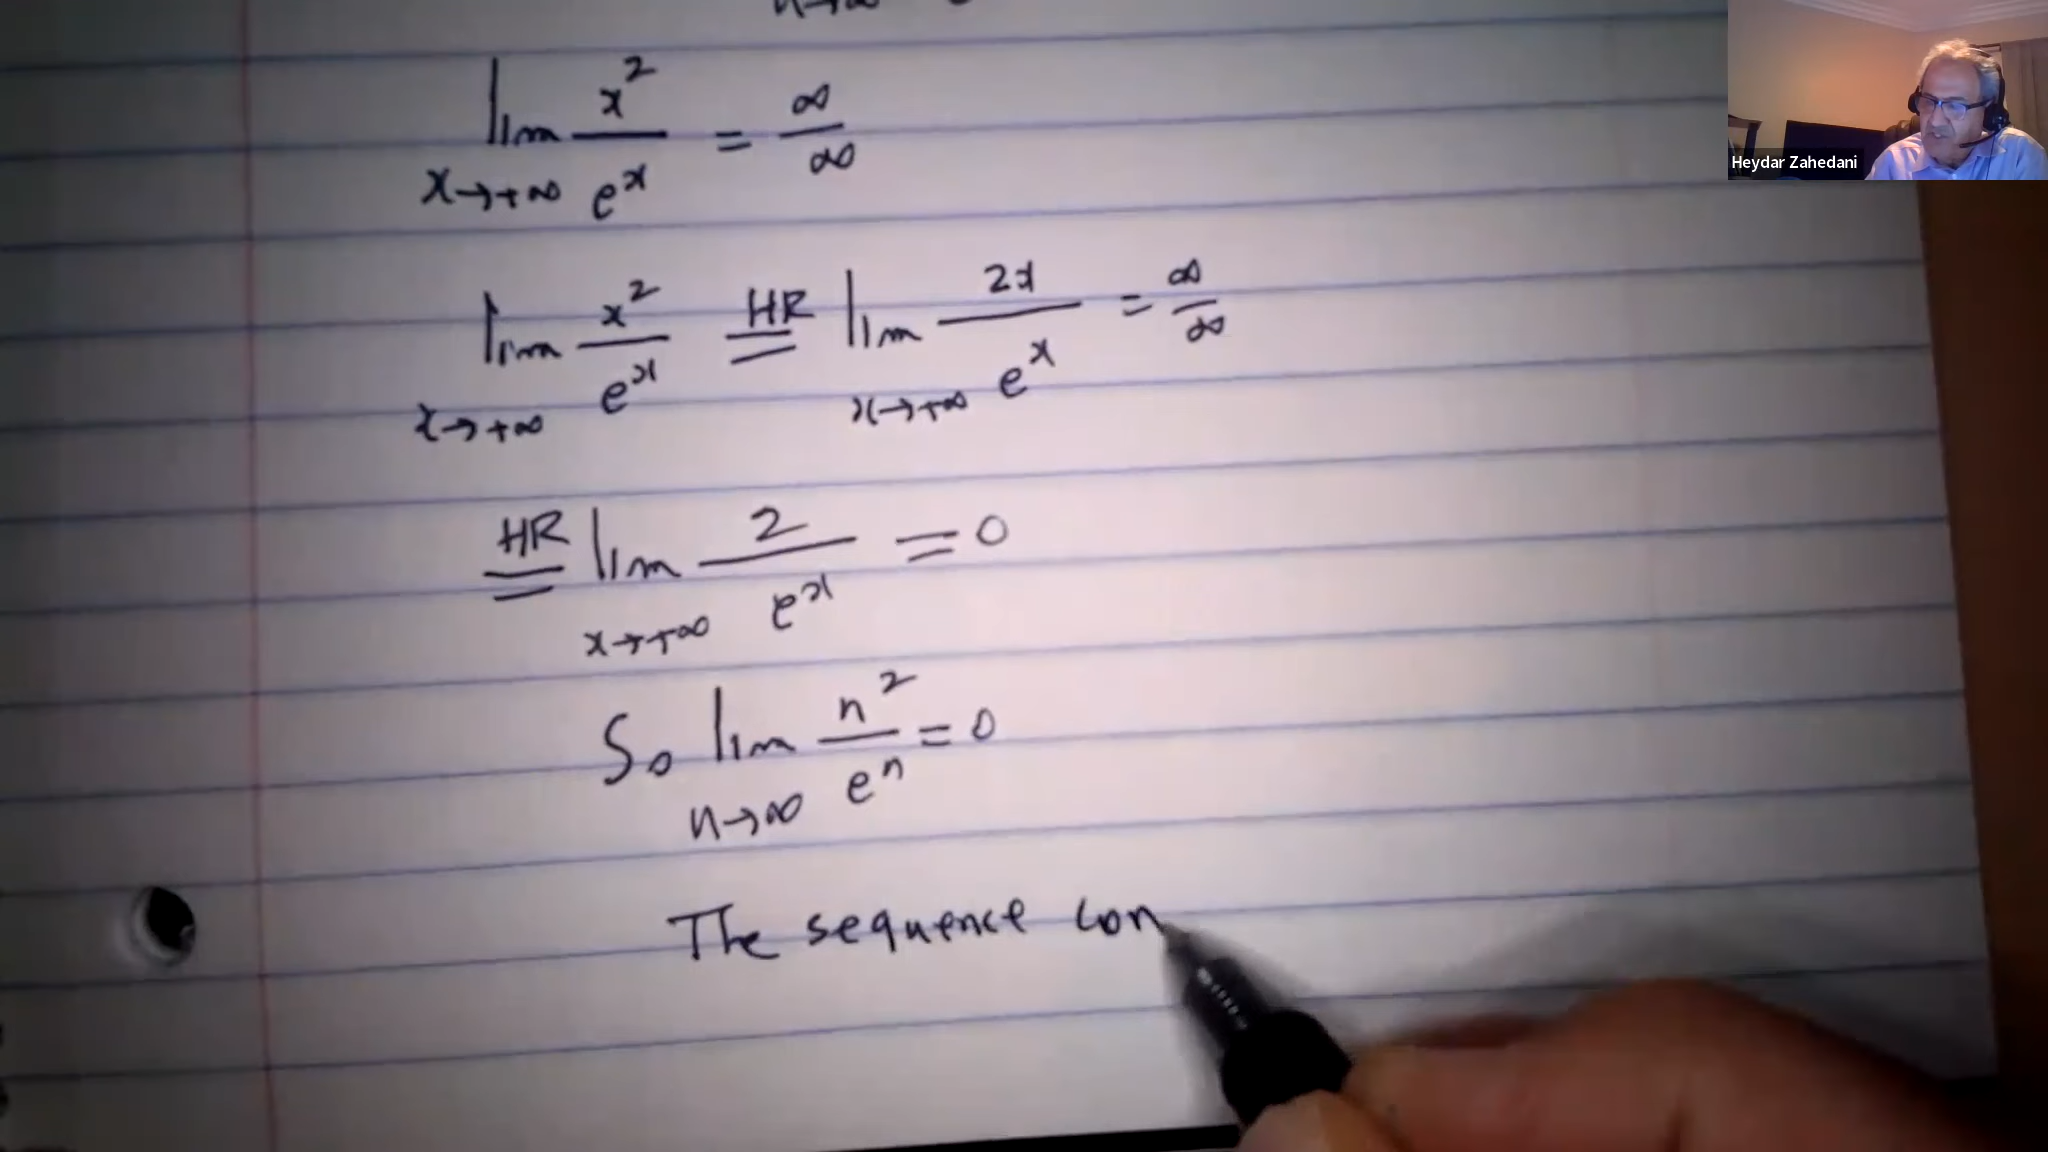 lim x² / eˣ = ∞ / ∞
x→+∞
Heydar Zahedani
lim x² / eˣ HR= lim 2x / eˣ = ∞ / ∞
x→+∞ x→+∞
HR= lim 2 / eˣ = 0
x→+∞
So lim n² / eⁿ = 0
n→∞
The sequence con